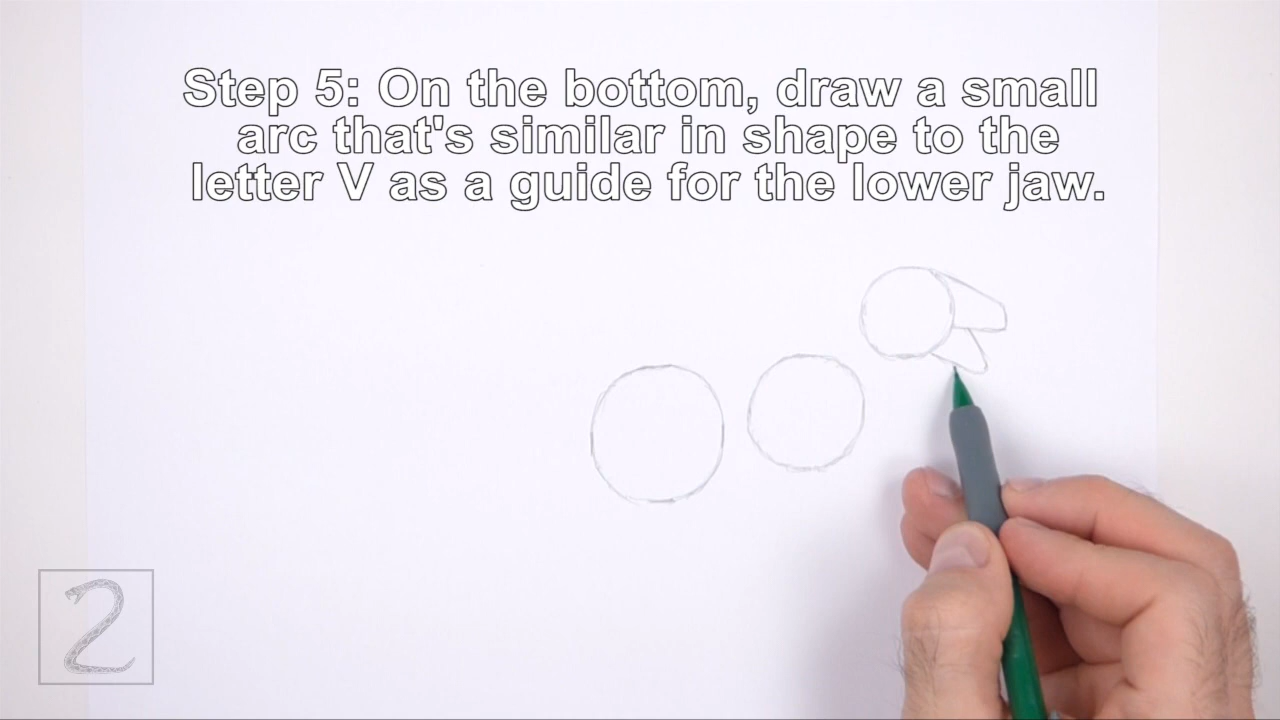 Step 5: On the bottom, draw a small
arc that's similar in shape to the
letter V as a guide for the lower jaw.